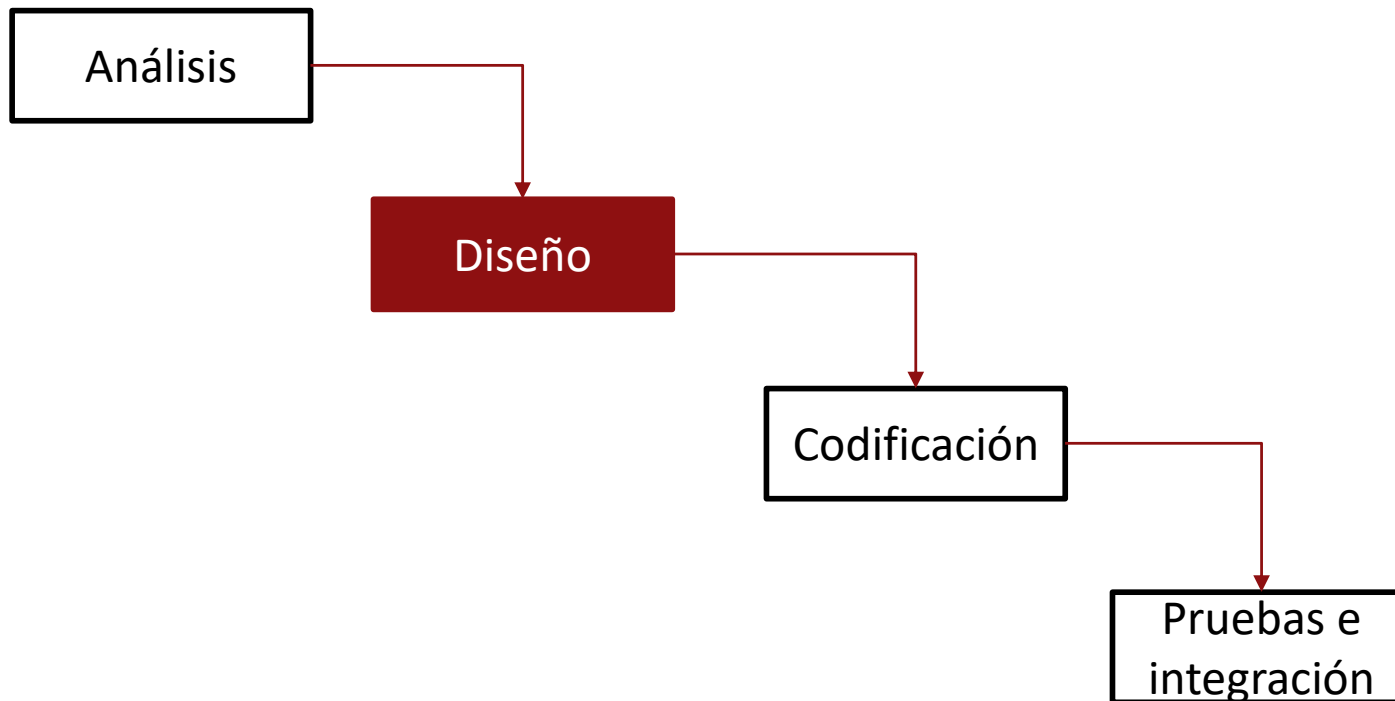 Análisis
Diseño
Codificación
Pruebas e
integración